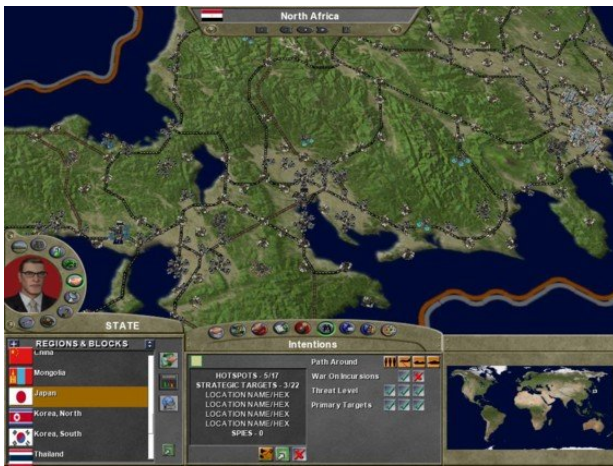 North Africa
STATE
REGIONS & BLOCKS
China
Mongolia
Japan
Korea, North
Korea, South
Thailand
Intentions
HOTSPOTS - 5/17
STRATEGIC TARGETS - 3/22
LOCATION NAME/HEX
LOCATION NAME/HEX
LOCATION NAME/HEX
LOCATION NAME/HEX
SPIES - 0
Path Around
War On Incursions
Threat Level
Primary Targets